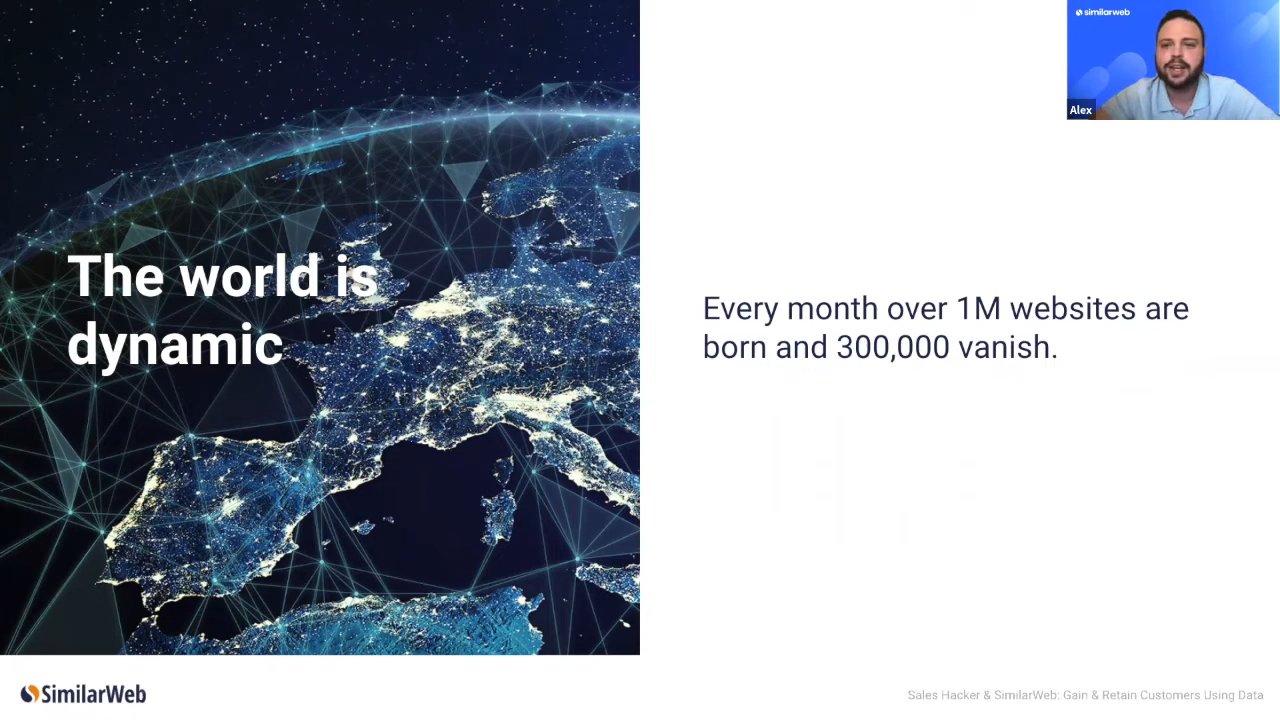 similarweb
Alex
The world is
dynamic
Every month over 1M websites are
born and 300,000 vanish.
SimilarWeb
Sales Hacker & SimilarWeb: Gain & Retain Customers Using Data